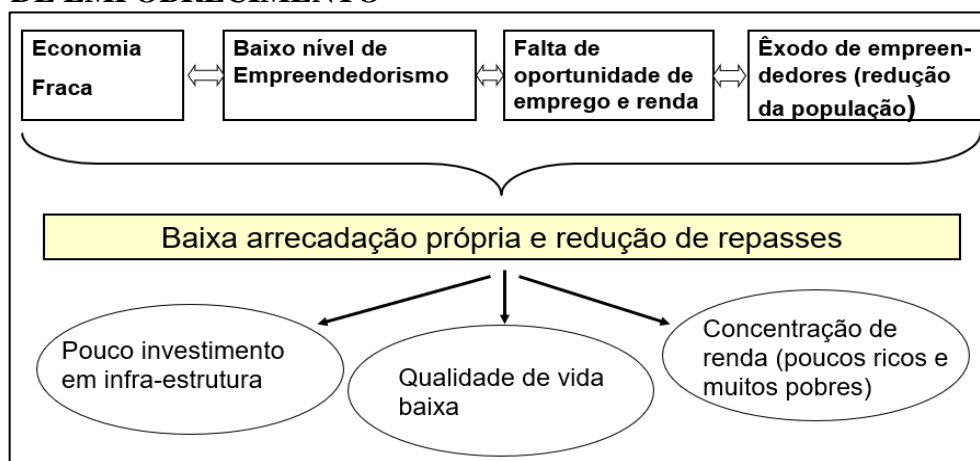 DE EMPOBRECIMENTO
Economia
Fraca
Baixo nível de
Empreendedorismo
Falta de
oportunidade de
emprego e renda
Êxodo de empreen-
dedores (redução
da população)
Baixa arrecadação própria e redução de repasses
Pouco investimento
em infra-estrutura
Qualidade de vida
baixa
Concentração de
renda (poucos ricos e
muitos pobres)